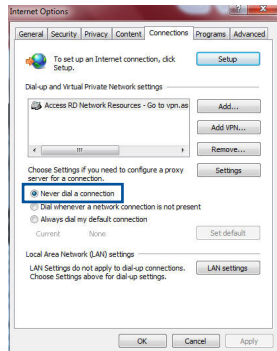 Internet Options
General Security Privacy Content Connections Programs Advanced
To set up an Internet connection, click
Setup.
Setup
Dial-up and Virtual Private Network settings
Access RD Network Resources - Go to vpn.as
Add...
Add VPN...
Remove...
Choose Settings if you need to configure a proxy
server for a connection.
Settings
Never dial a connection
Dial whenever a network connection is not present
Always dial my default connection
Current None
Set default
Local Area Network (LAN) settings
LAN Settings do not apply to dial-up connections.
Choose Settings above for dial-up settings.
LAN settings
OK Cancel Apply